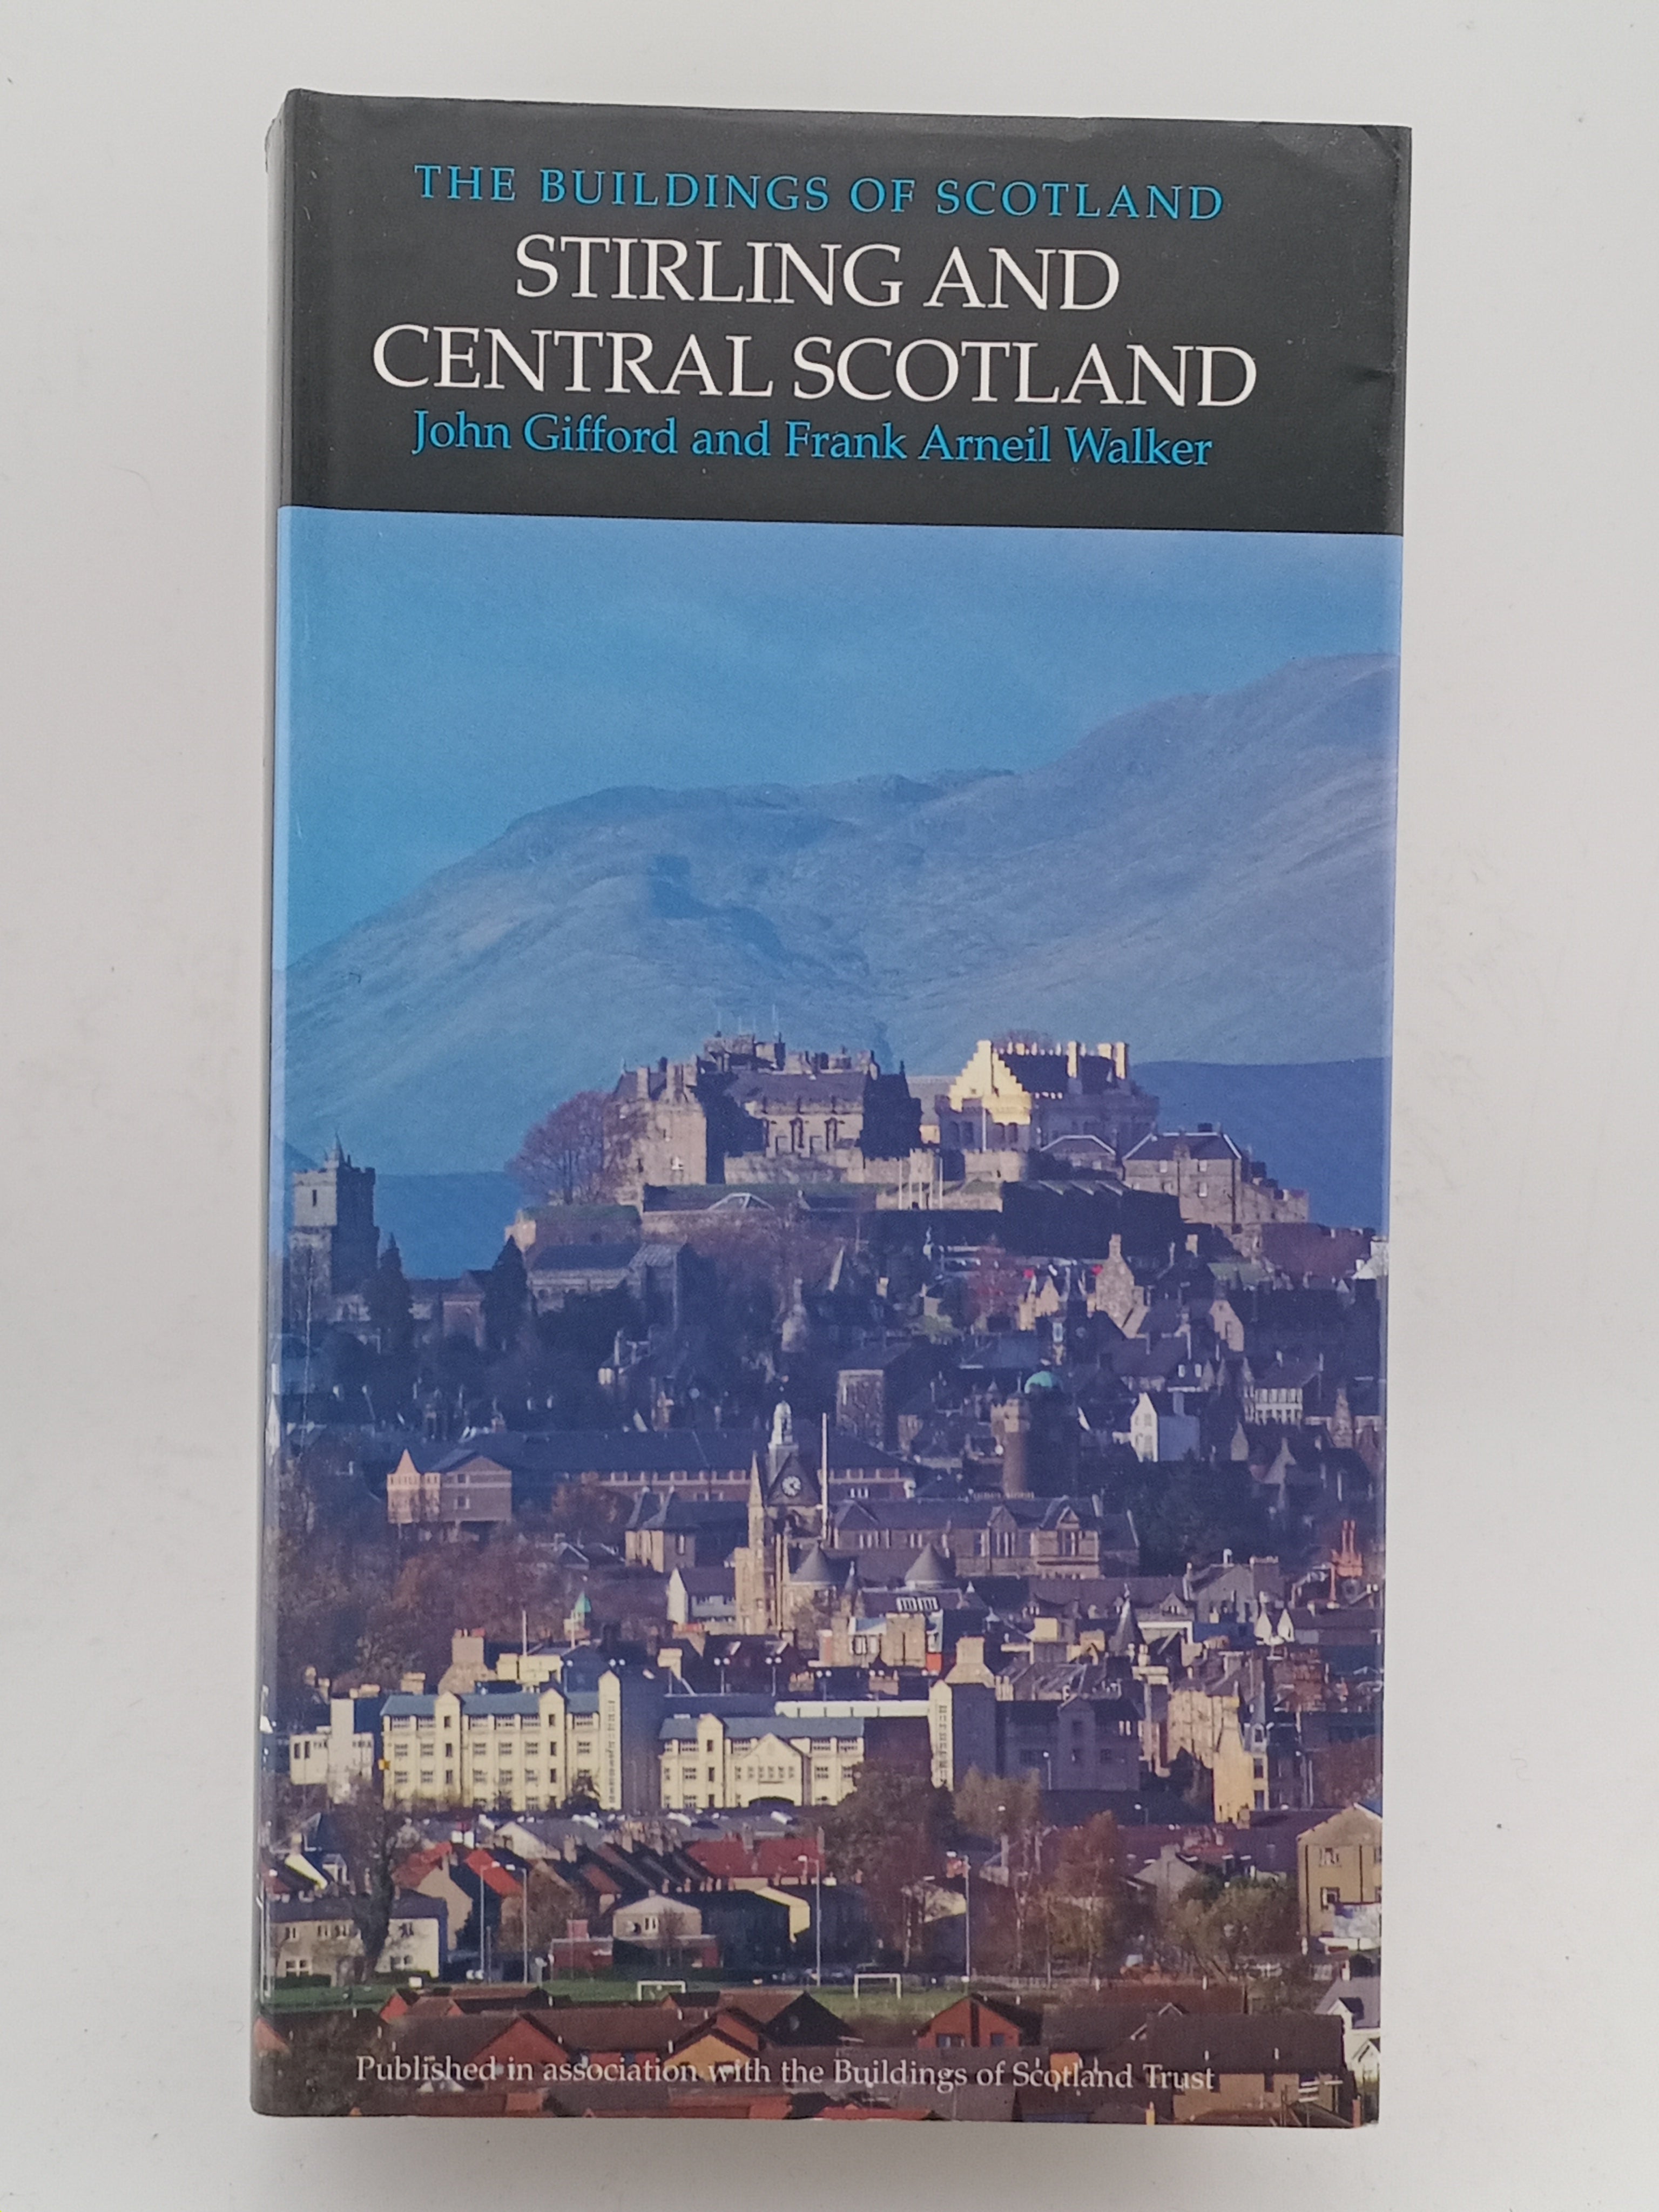 THE BUILDINGS OF SCOTLAND
STIRLING AND
CENTRAL SCOTLAND
John Gifford and Frank Arneil Walker
Published in association with the Buildings of Scotland Trust